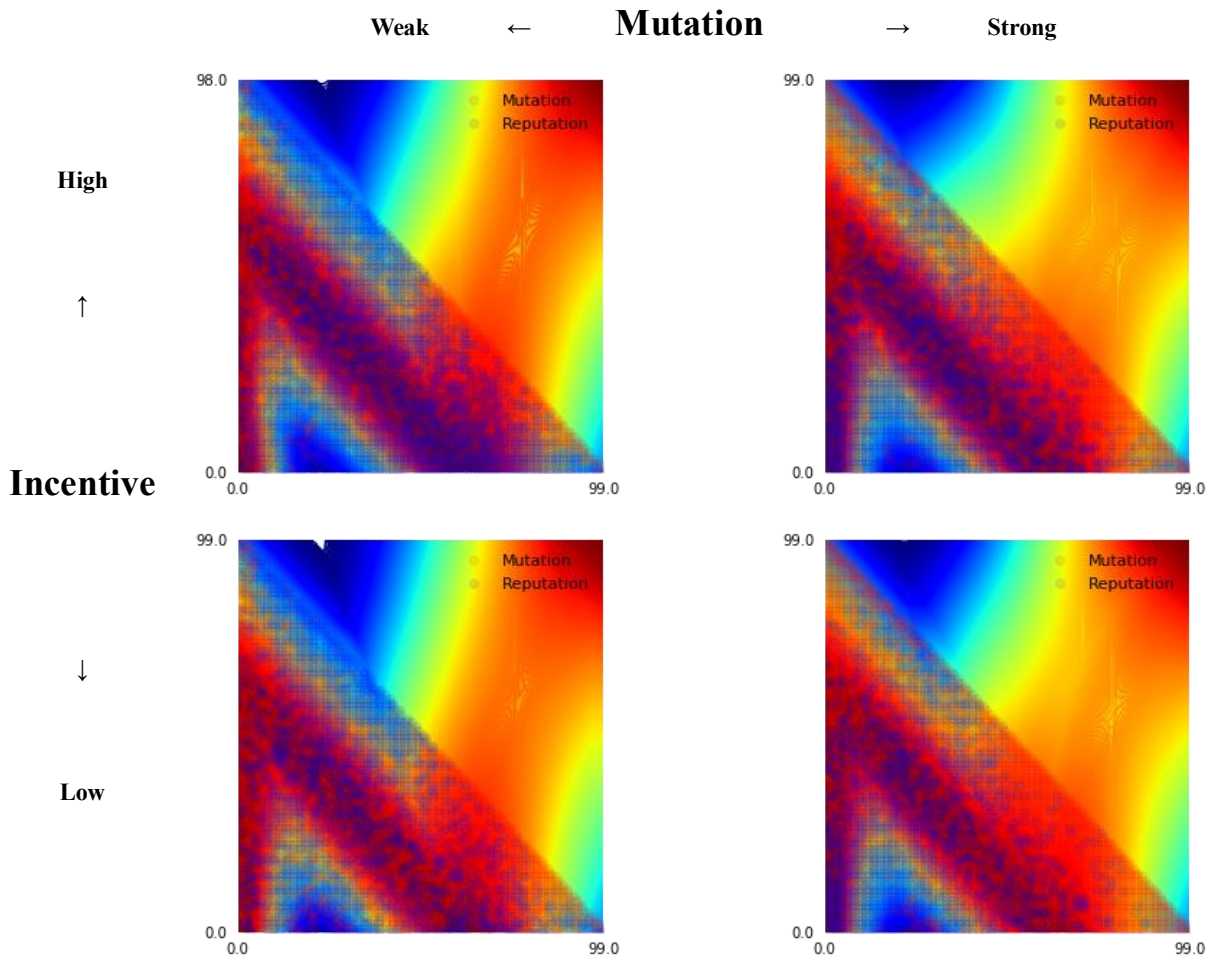 Weak ← Mutation → Strong
98.0
Mutation
Reputation
99.0
Mutation
Reputation
High
↑
0.0
0.0 99.0
0.0
0.0 99.0
Incentive
99.0
Mutation
Reputation
99.0
Mutation
Reputation
↓
Low
0.0
0.0 99.0
0.0
0.0 99.0